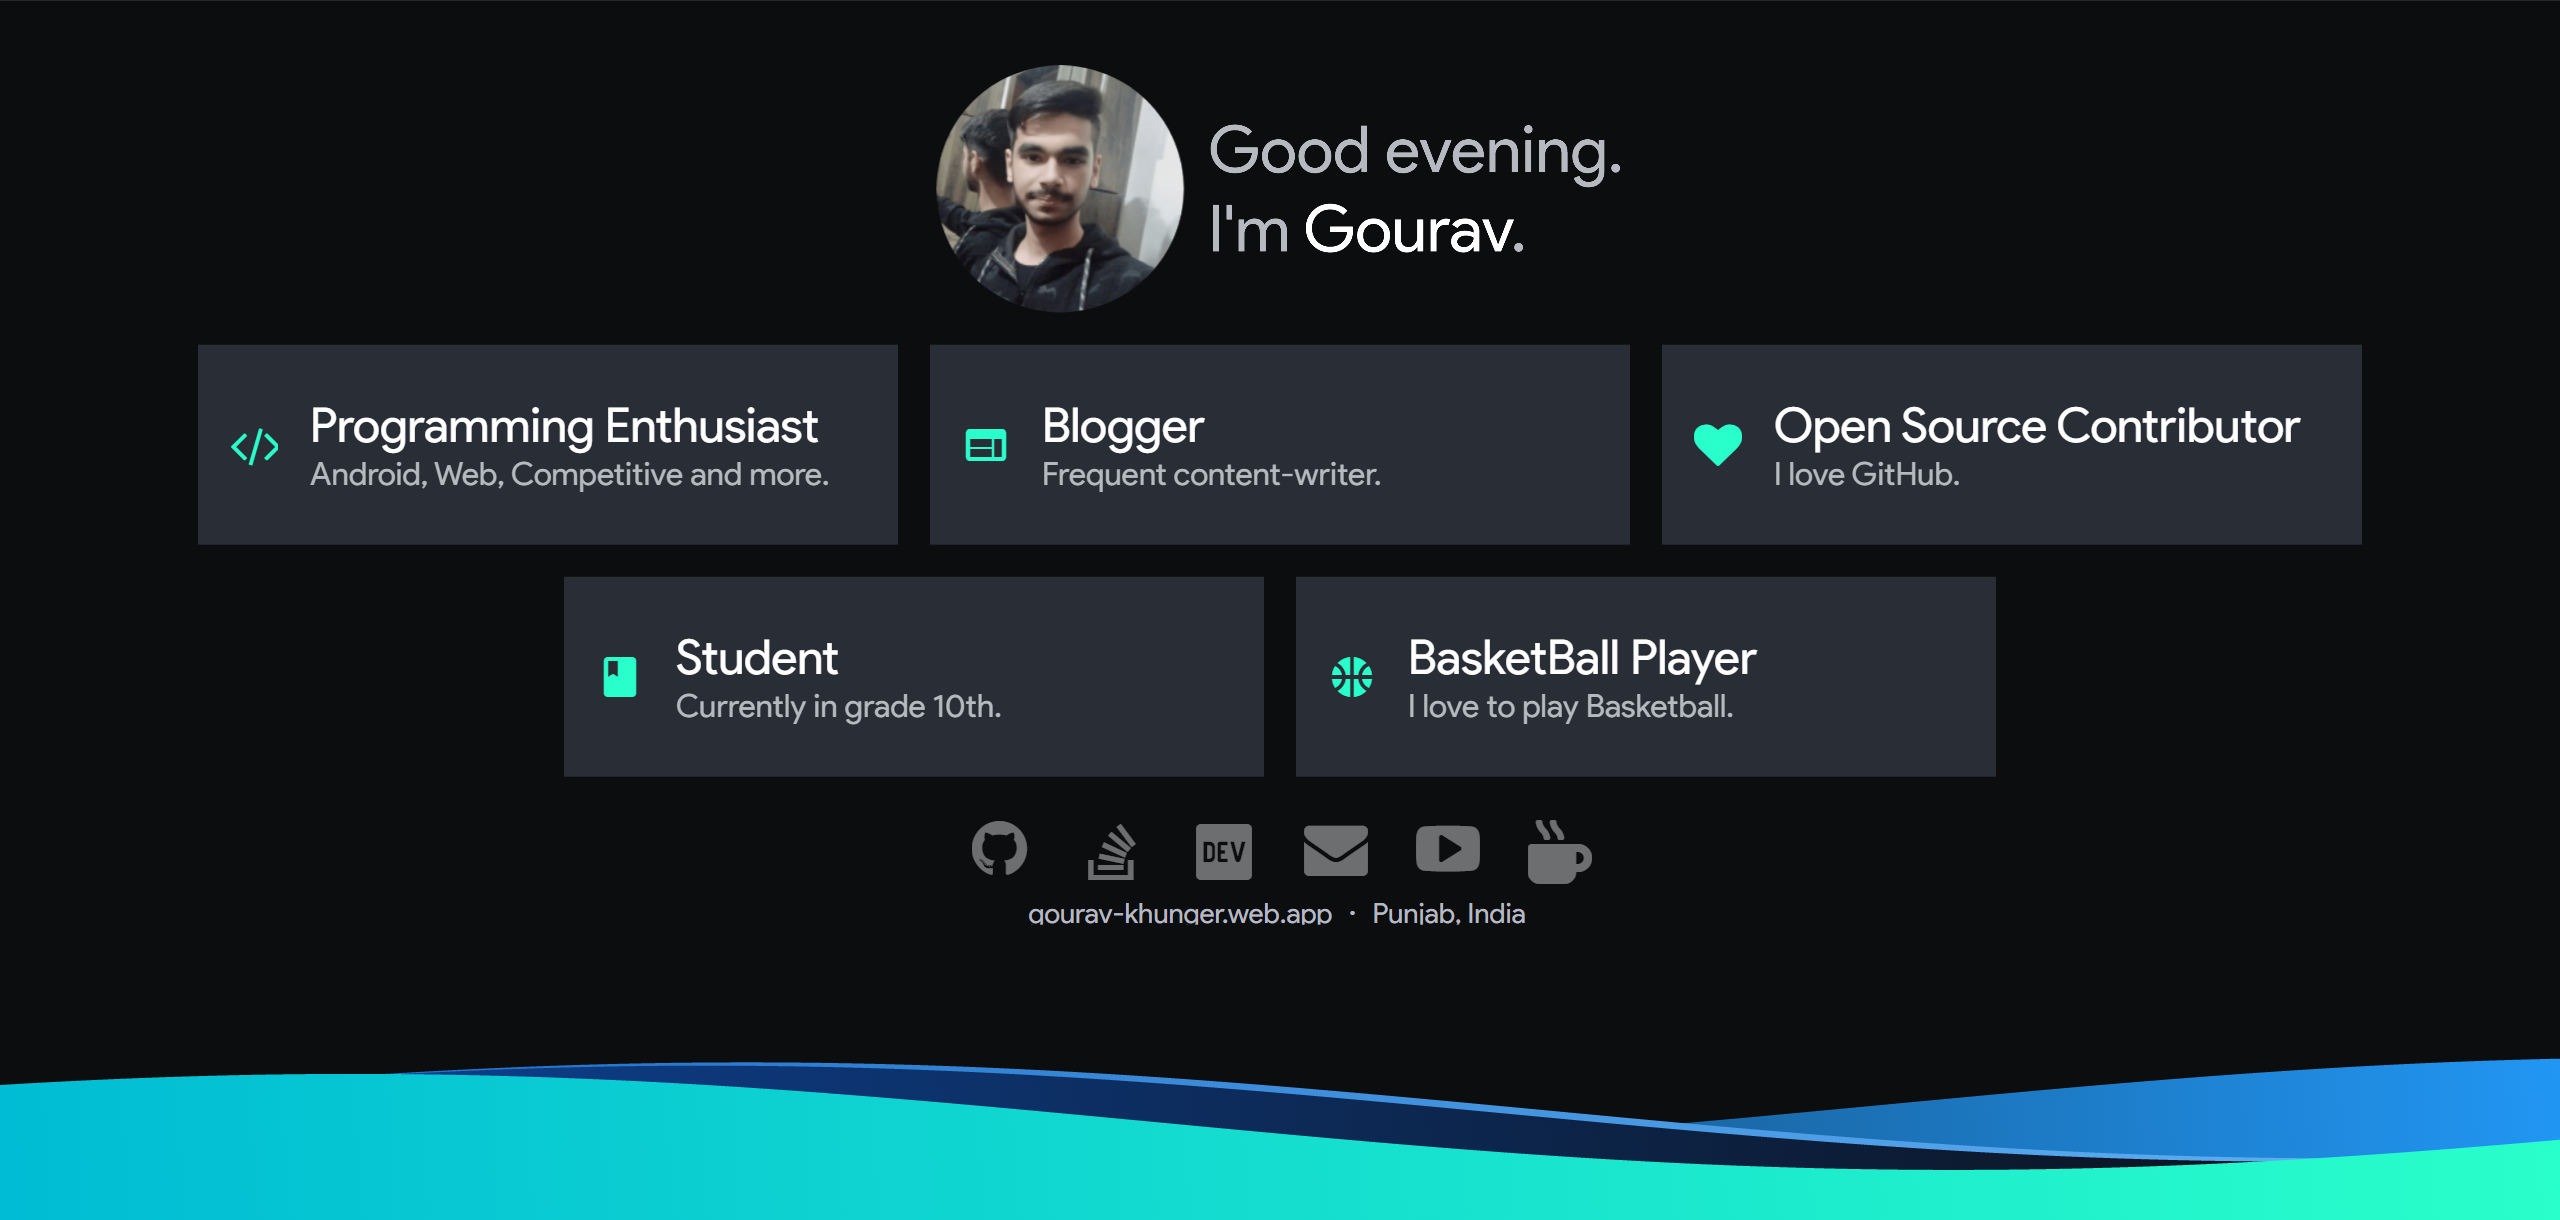 Good evening.
I'm Gourav.
Programming Enthusiast
Android, Web, Competitive and more.
Blogger
Frequent content-writer.
Open Source Contributor
I love GitHub.
Student
Currently in grade 10th.
BasketBall Player
I love to play Basketball.
DEV
gourav-khunger.web.app · Punjab, India